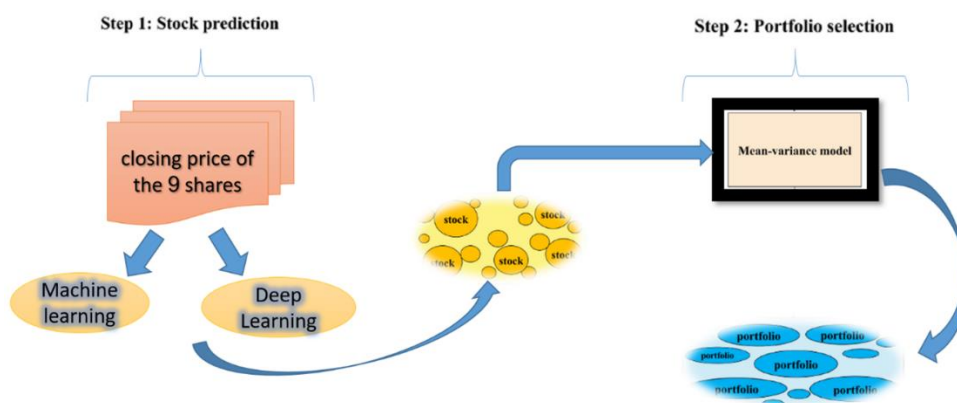 Step 1: Stock prediction
closing price of
the 9 shares
Machine
learning
Deep
Learning
stock
stock
stock
stock
stock
Step 2: Portfolio selection
Mean-variance model
portfolio
portfolio
portfolio
portfolio
portfolio
portfolio